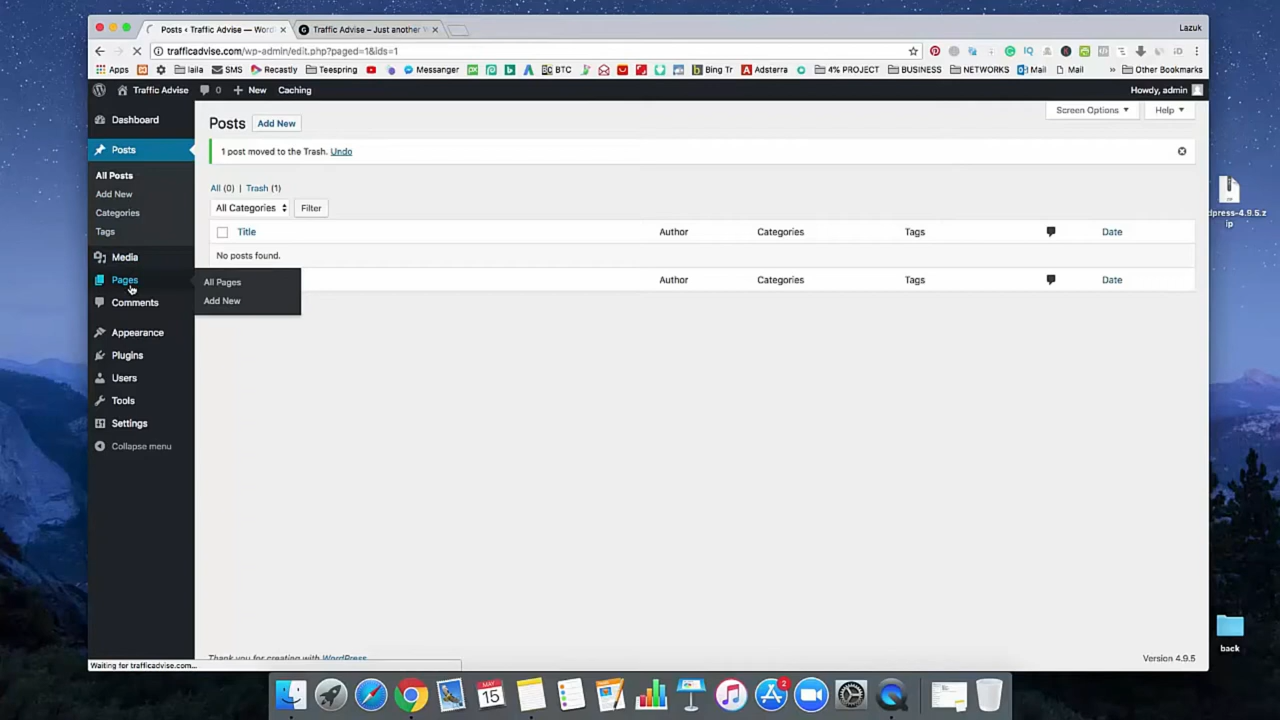 Posts ‹ Traffic Advise — Word
Traffic Advise – Just another W
Lazuk
trafficadvise.com/wp-admin/edit.php?paged=1&ids=1
Apps
laila
SMS
Recastly
Teespring
Messanger
BTC
Bing Tr
Adsterra
4% PROJECT
BUSINESS
NETWORKS
Mail
Mail
» Other Bookmarks
Traffic Advise
0
New
Caching
Howdy, admin
Dashboard
Posts
All Posts
Add New
Categories
Tags
Media
Pages
Comments
Appearance
Plugins
Users
Tools
Settings
Collapse menu
All Pages
Add New
Screen Options
Help
Posts Add New
1 post moved to the Trash. Undo
All (0) | Trash (1)
All Categories
Filter
Title
Author
Categories
Tags
Date
No posts found.
Author
Categories
Tags
Date
Thank you for creating with WordPress
Version 4.9.5
Waiting for trafficadvise.com...
dpress-4.9.5.z
ip
back
MAY
15
2